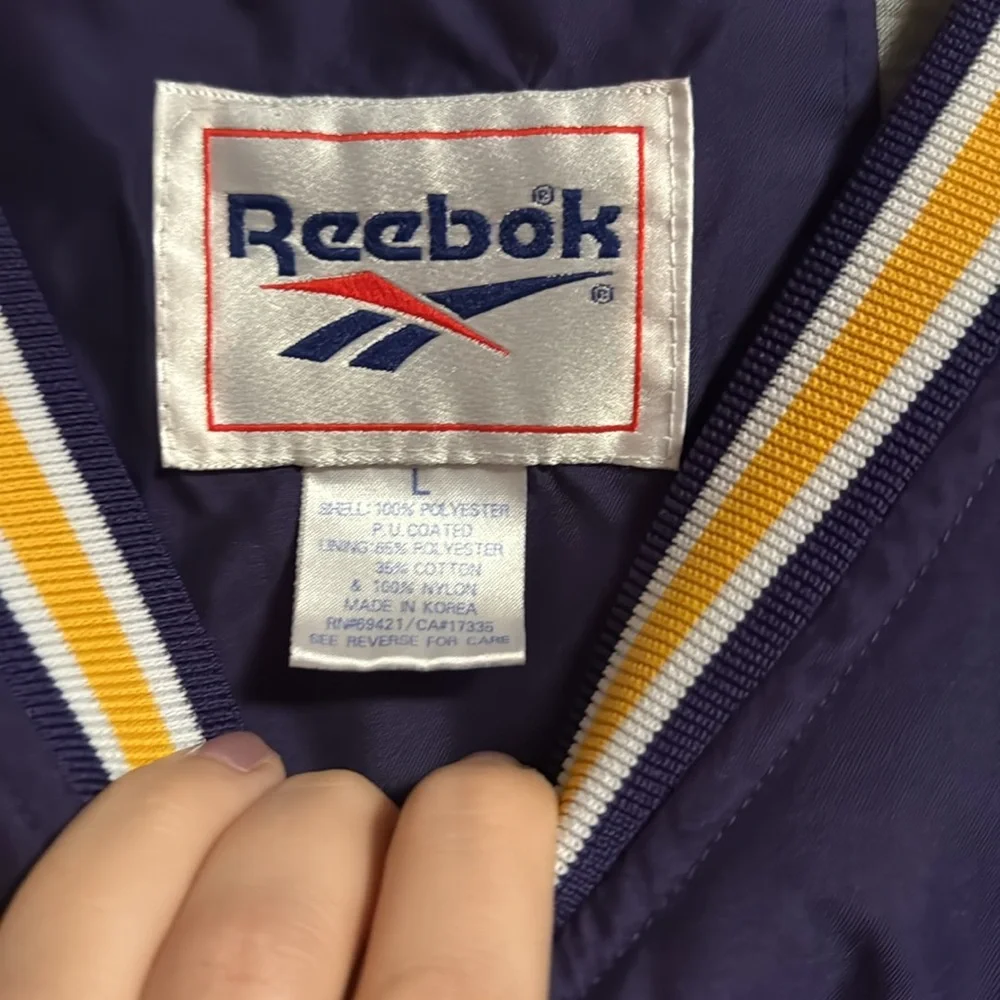 Reebok®
®
L
SHELL: 100% POLYESTER
P.U. COATED
LINING: 65% POLYESTER
35% COTTON
& 100% NYLON
MADE IN KOREA
RN#69421/CA#17335
SEE REVERSE FOR CARE